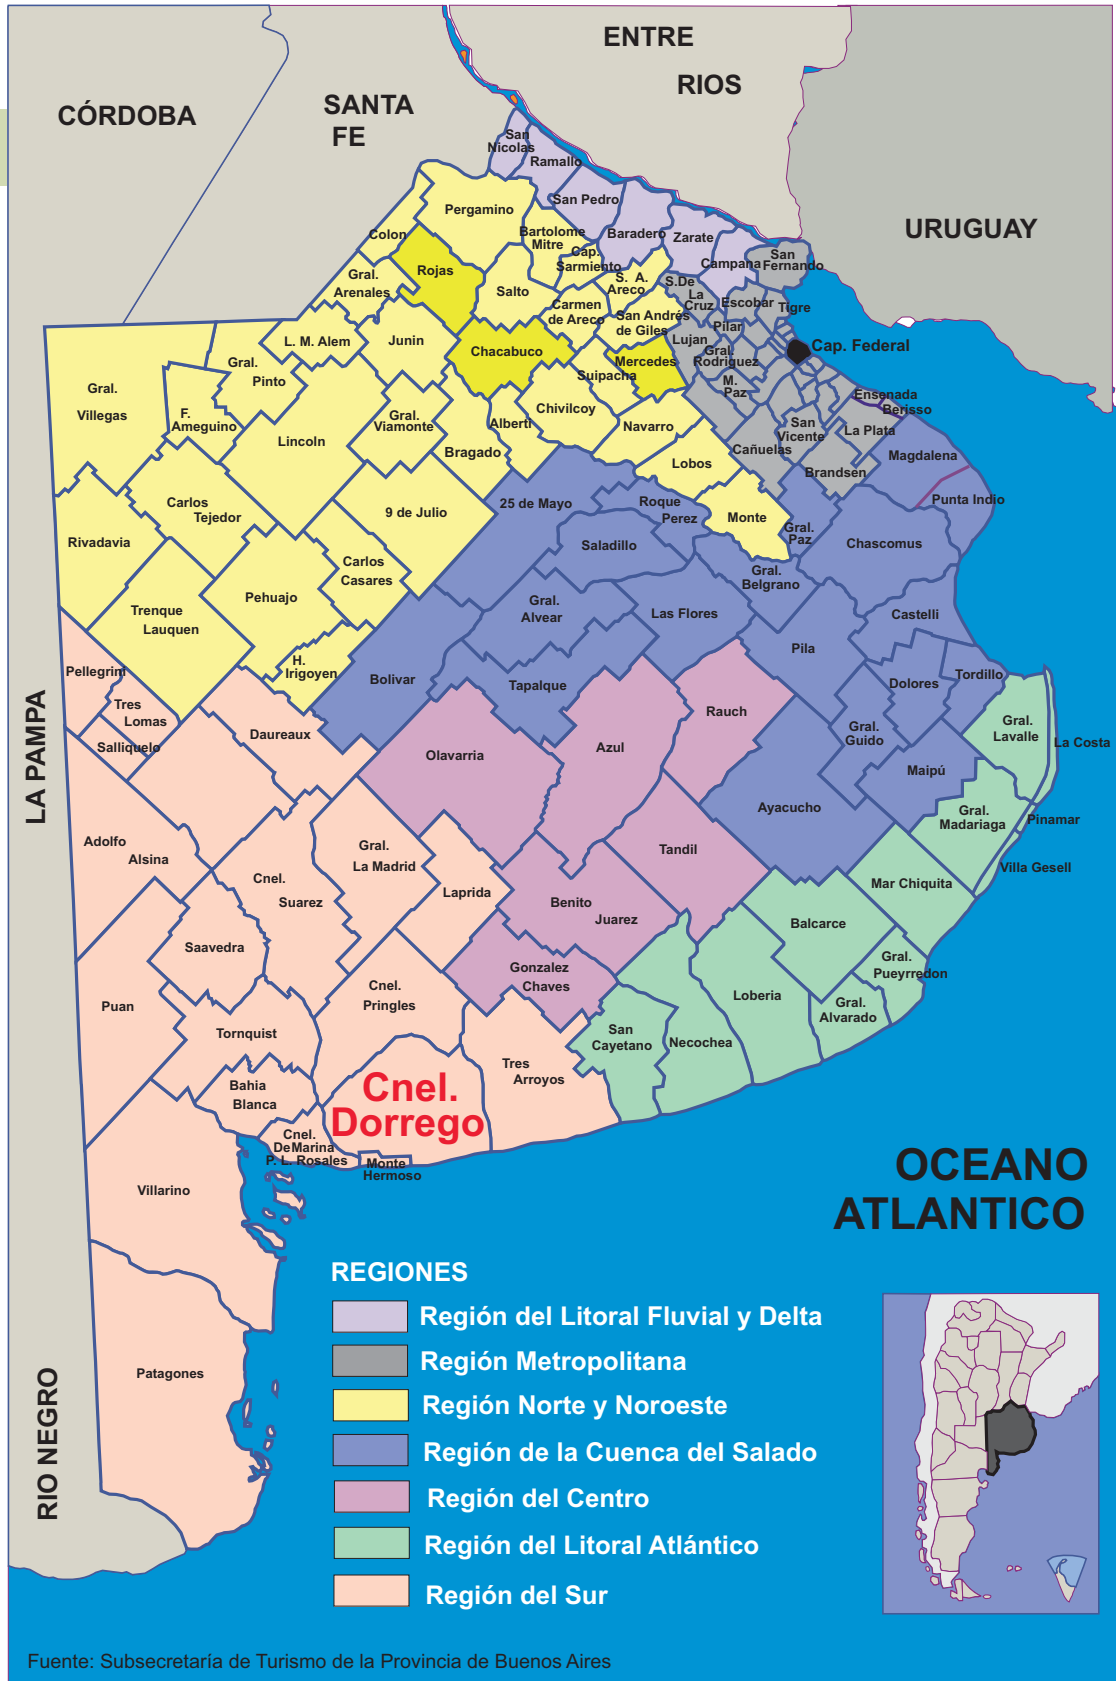 ENTRE
RIOS
CÓRDOBA
SANTA
FE
URUGUAY
San
Nicolas
Ramallo
San Pedro
Baradero
Zarate
Campana
San
Fernando
Pergamino
Colon
Bartolome
Mitre
Cap.
Sarmiento
Rojas
Gral.
Arenales
Salto
S. A.
Areco
S.De
La
Cruz
Escobar
Tigre
Carmen
de Areco
San Andrés
de Giles
Pilar
Lujan
Gral.
Rodriguez
Cap. Federal
L. M. Alem
Junin
Chacabuco
Mercedes
Suipacha
M.
Paz
Gral.
Pinto
Gral.
Villegas
F.
Ameguino
Lincoln
Gral.
Viamonte
Chivilcoy
Alberti
Bragado
Navarro
Ensenada
Berisso
San
Vicente
La Plata
Cañuelas
Brandsen
Magdalena
Punta Indio
Lobos
Monte
Carlos
Tejedor
9 de Julio
25 de Mayo
Roque
Perez
Gral.
Paz
Rivadavia
Saladillo
Chascomus
Carlos
Casares
Gral.
Belgrano
Pehuajo
Trenque
Lauquen
Gral.
Alvear
Las Flores
Castelli
H.
Irigoyen
Pila
Pellegrini
Bolivar
Tapalque
Dolores
Tordillo
Tres
Lomas
Salliquelo
Daureaux
Rauch
Gral.
Guido
Gral.
Lavalle
La Costa
Olavarria
Azul
Maipú
LA PAMPA
Ayacucho
Gral.
Madariaga
Pinamar
Adolfo
Alsina
Gral.
La Madrid
Tandil
Villa Gesell
Cnel.
Suarez
Laprida
Mar Chiquita
Benito
Juarez
Balcarce
Saavedra
Gonzalez
Chaves
Gral.
Pueyrredon
Puan
Cnel.
Pringles
Loberia
Gral.
Alvarado
Tornquist
San
Cayetano
Necochea
Tres
Arroyos
Bahia
Blanca
Cnel.
Dorrego
Cnel.
DeMarina
P. L. Rosales
Monte
Hermoso
Villarino
OCEANO
ATLANTICO
Patagones
RIO NEGRO
REGIONES
Región del Litoral Fluvial y Delta
Región Metropolitana
Región Norte y Noroeste
Región de la Cuenca del Salado
Región del Centro
Región del Litoral Atlántico
Región del Sur
Fuente: Subsecretaría de Turismo de la Provincia de Buenos Aires